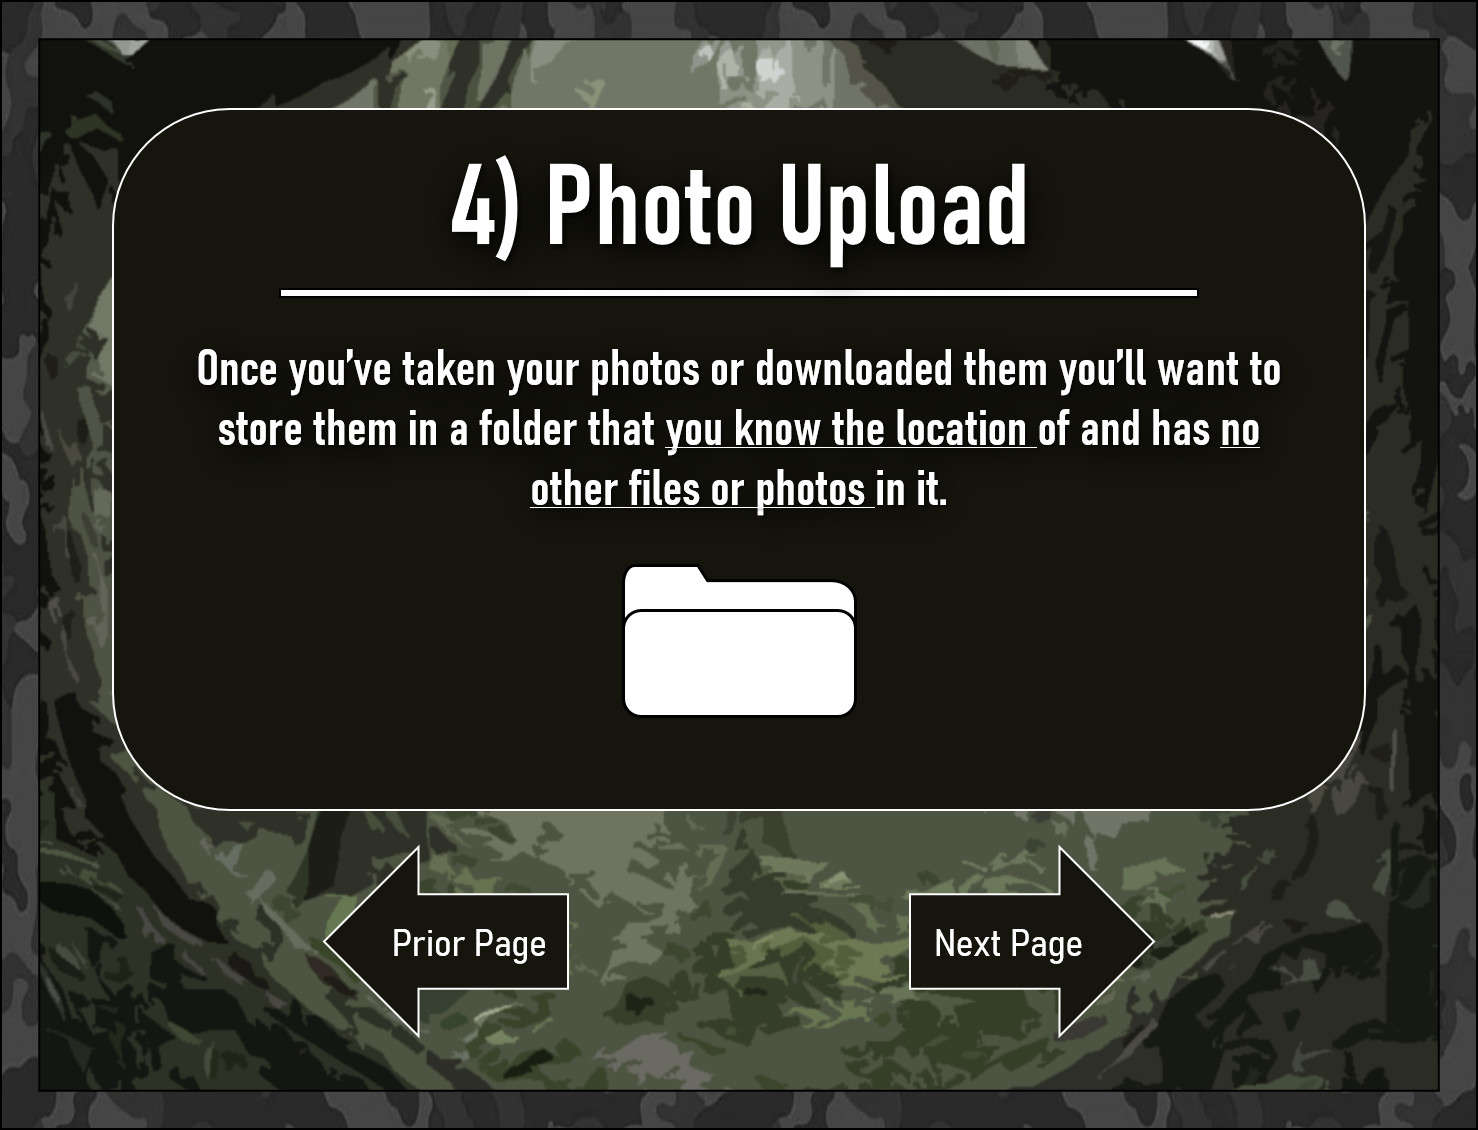 4) Photo Upload
Once you’ve taken your photos or downloaded them you’ll want to
store them in a folder that you know the location of and has no
other files or photos in it.
Prior Page
Next Page